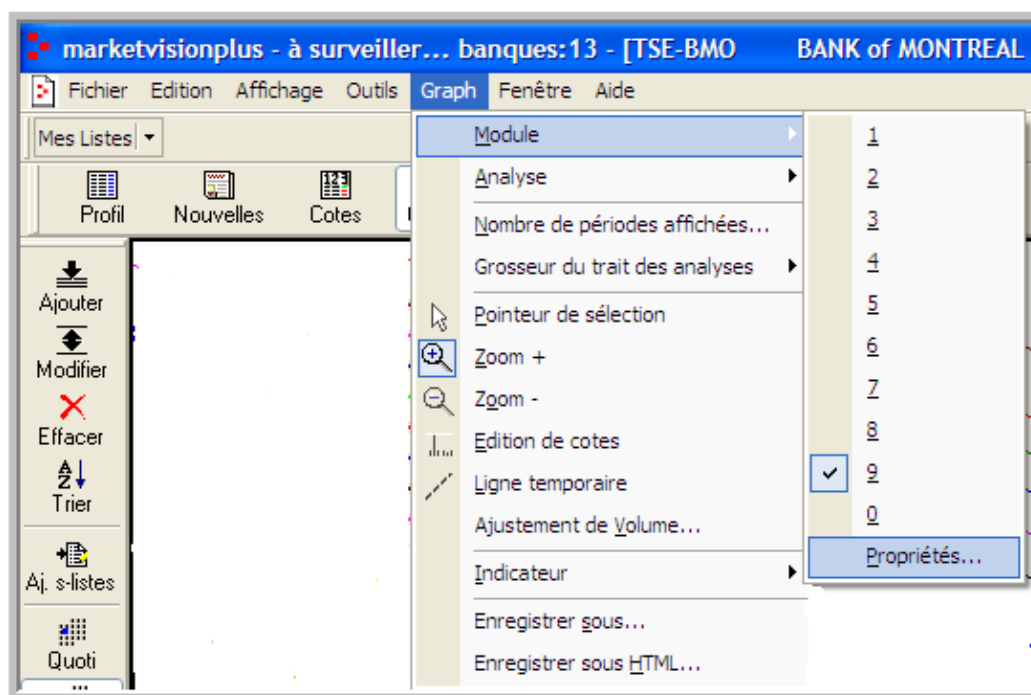 marketvisionplus - à surveiller... banques:13 - [TSE-BMO BANK of MONTREAL
Fichier Edition Affichage Outils Graph Fenêtre Aide
Mes Listes
Profil Nouvelles Cotes
Ajouter
Modifier
Effacer
Trier
Aj. s-listes
Quoti
Module
Analyse
Nombre de périodes affichées...
Grosseur du trait des analyses
Pointeur de sélection
Zoom +
Zoom -
Edition de cotes
Ligne temporaire
Ajustement de Volume...
Indicateur
Enregistrer sous...
Enregistrer sous HTML...
1
2
3
4
5
6
7
8
9
0
Propriétés...